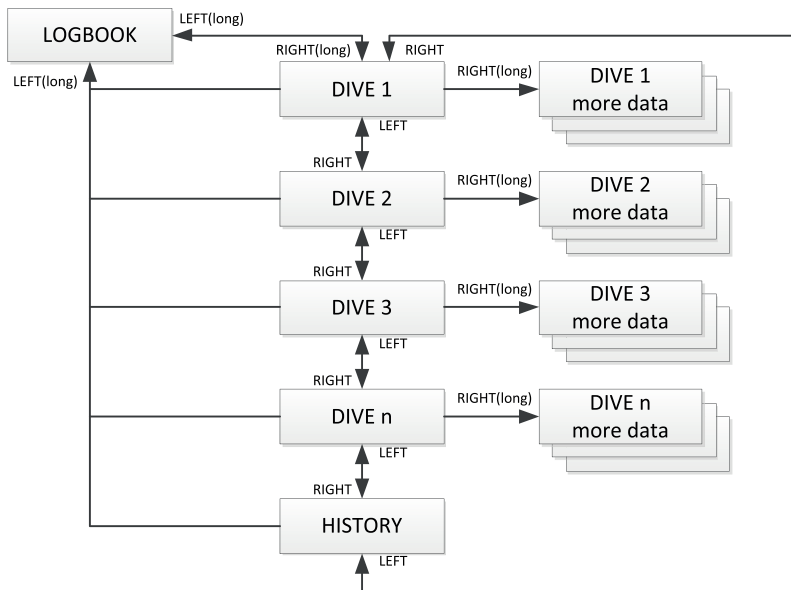 LOGBOOK
LEFT(long)
RIGHT(long)
RIGHT
LEFT(long)
DIVE 1
RIGHT(long)
DIVE 1
more data
LEFT
RIGHT
DIVE 2
RIGHT(long)
DIVE 2
more data
LEFT
RIGHT
DIVE 3
RIGHT(long)
DIVE 3
more data
LEFT
RIGHT
DIVE n
RIGHT(long)
DIVE n
more data
LEFT
RIGHT
HISTORY
LEFT